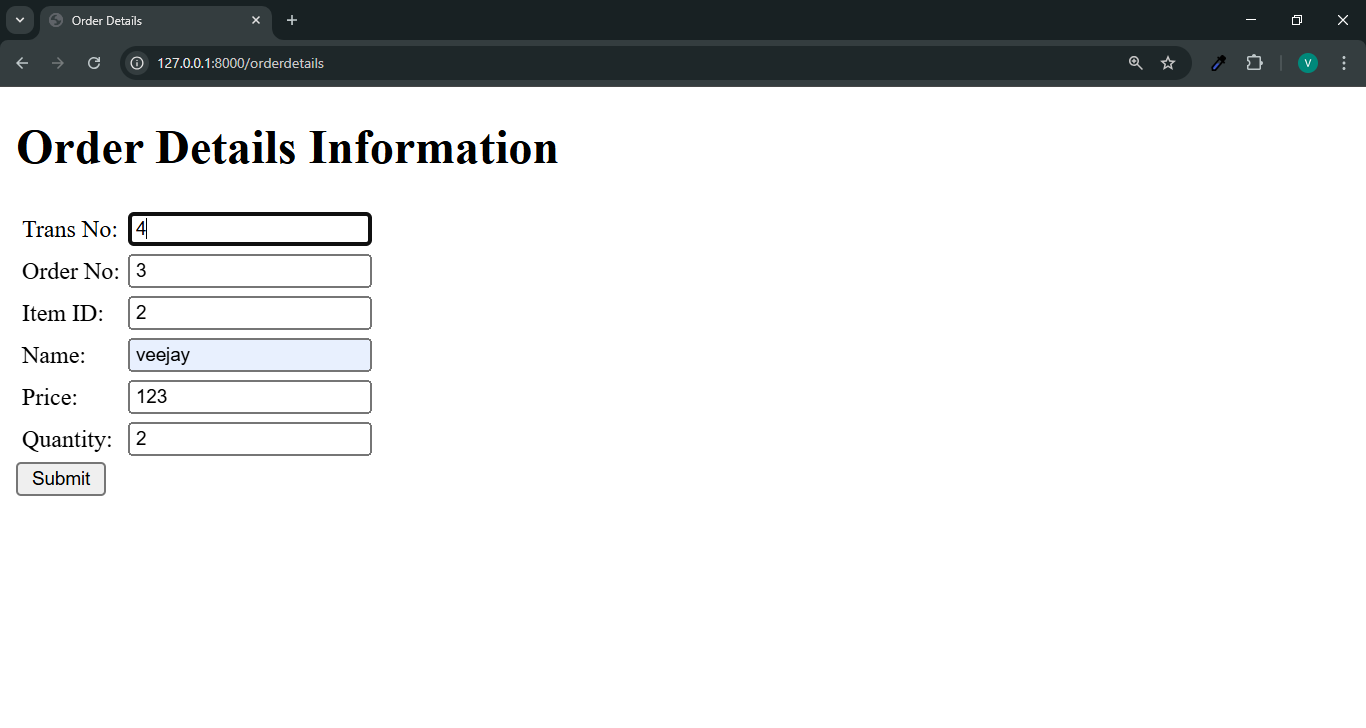 Order Details
127.0.0.1:8000/orderdetails
V
Order Details Information
Trans No: 4
Order No: 3
Item ID: 2
Name: veejay
Price: 123
Quantity: 2
Submit